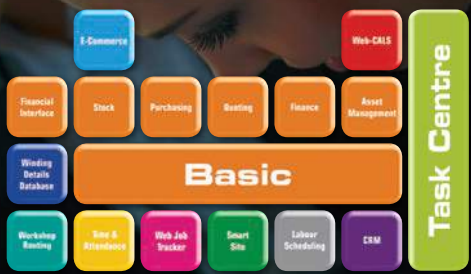 E-Commerce
Web-CALS
Financial
Interface
Stock
Purchasing
Bunting
Finance
Asset
Management
Winding
Details
Database
Basic
Task Centre
Workshop
Routing
Time &
Attendance
Web Job
Tracker
Smart
Site
Labour
Scheduling
CRM